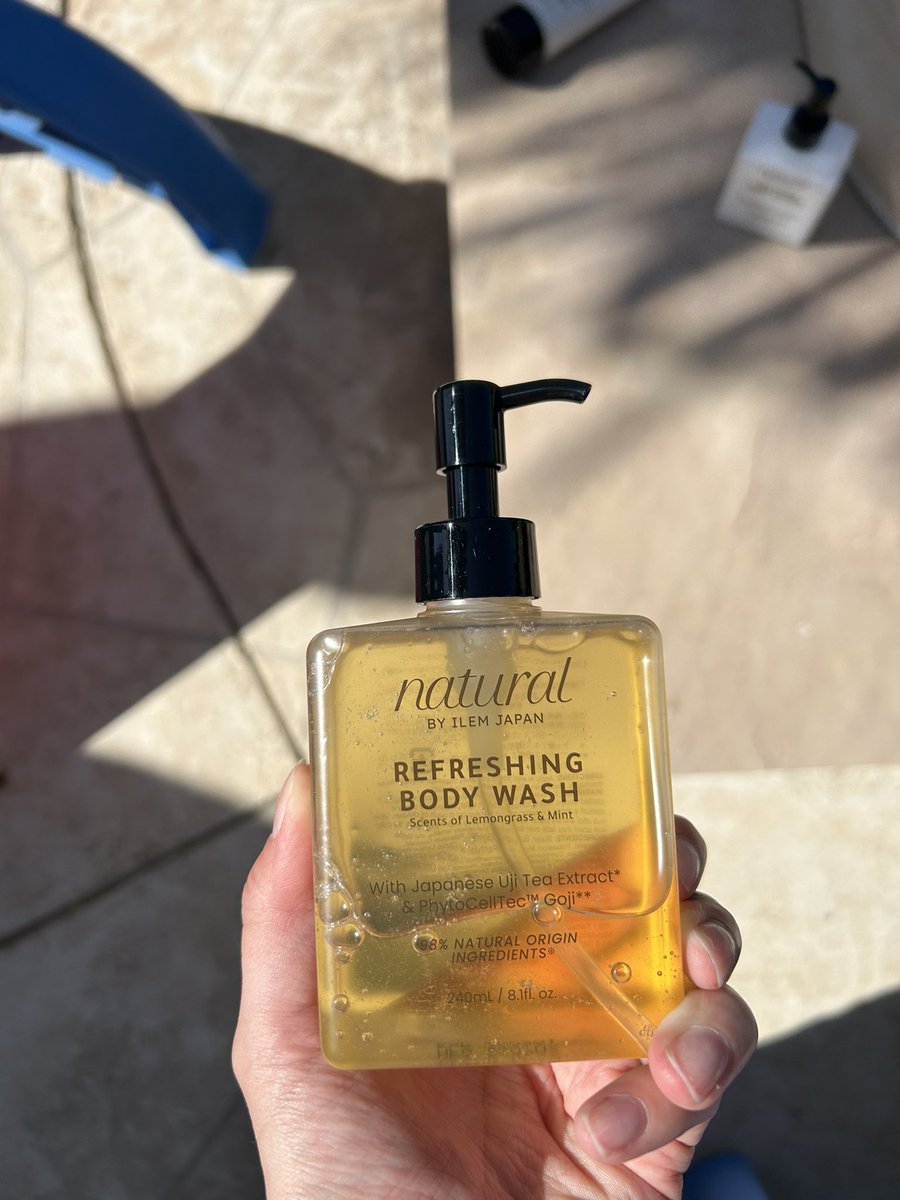 natural
BY ILEM JAPAN
REFRESHING
BODY WASH
Scents of Lemongrass & Mint
With Japanese Uji Tea Extract*
& PhytoCellTec™ Goji**
98% NATURAL ORIGIN
INGREDIENTS※
240mL / 8.1fl. oz.